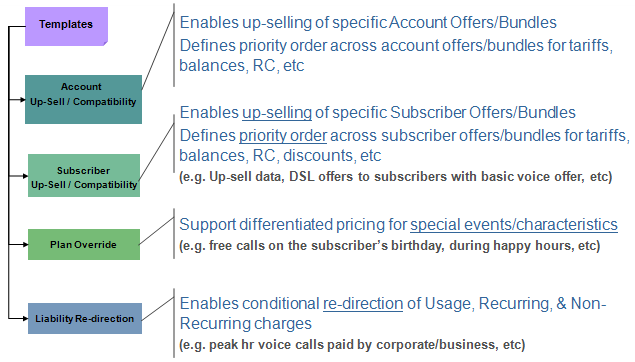 Templates
Account
Up-Sell / Compatibility
Enables up-selling of specific Account Offers/Bundles
Defines priority order across account offers/bundles for tariffs,
balances, RC, etc
Subscriber
Up-Sell / Compatibility
Enables up-selling of specific Subscriber Offers/Bundles
Defines priority order across subscriber offers/bundles for tariffs,
balances, RC, discounts, etc
(e.g. Up-sell data, DSL offers to subscribers with basic voice offer, etc)
Plan Override
Support differentiated pricing for special events/characteristics
(e.g. free calls on the subscriber's birthday, during happy hours, etc)
Liability Re-direction
Enables conditional re-direction of Usage, Recurring, & Non-
Recurring charges
(e.g. peak hr voice calls paid by corporate/business, etc)